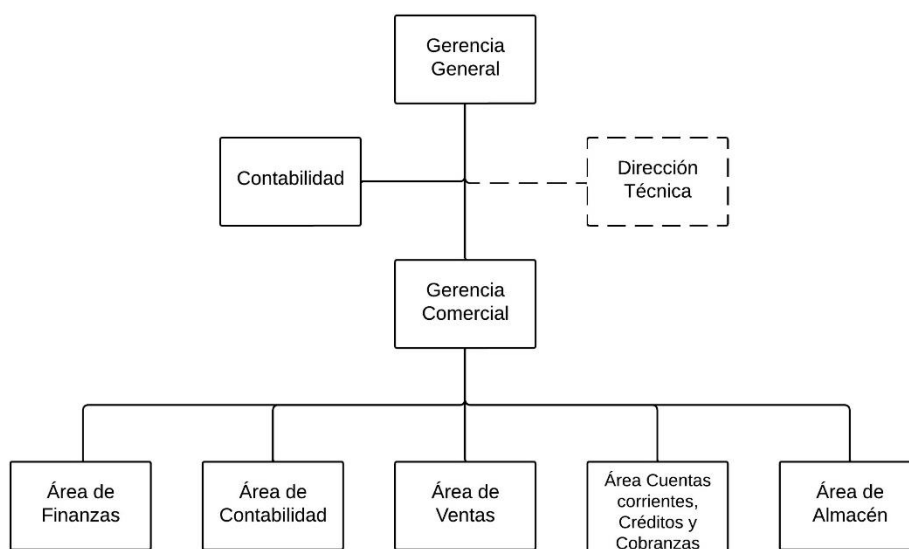 Gerencia
General
Contabilidad
Dirección
Técnica
Gerencia
Comercial
Área de
Finanzas
Área de
Contabilidad
Área de
Ventas
Área Cuentas
corrientes,
Créditos y
Cobranzas
Área de
Almacén